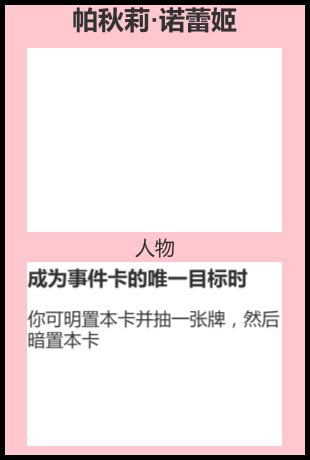 帕秋莉·诺蕾姬
人物
成为事件卡的唯一目标时
你可明置本卡并抽一张牌，然后
暗置本卡